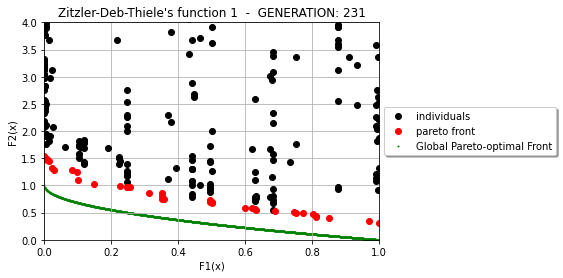 Zitzler-Deb-Thiele's function 1 - GENERATION: 231
4.0
3.5
3.0
2.5
2.0
1.5
1.0
0.5
0.0
F2(x)
0.0 0.2 0.4 0.6 0.8 1.0
F1(x)
individuals
pareto front
Global Pareto-optimal Front